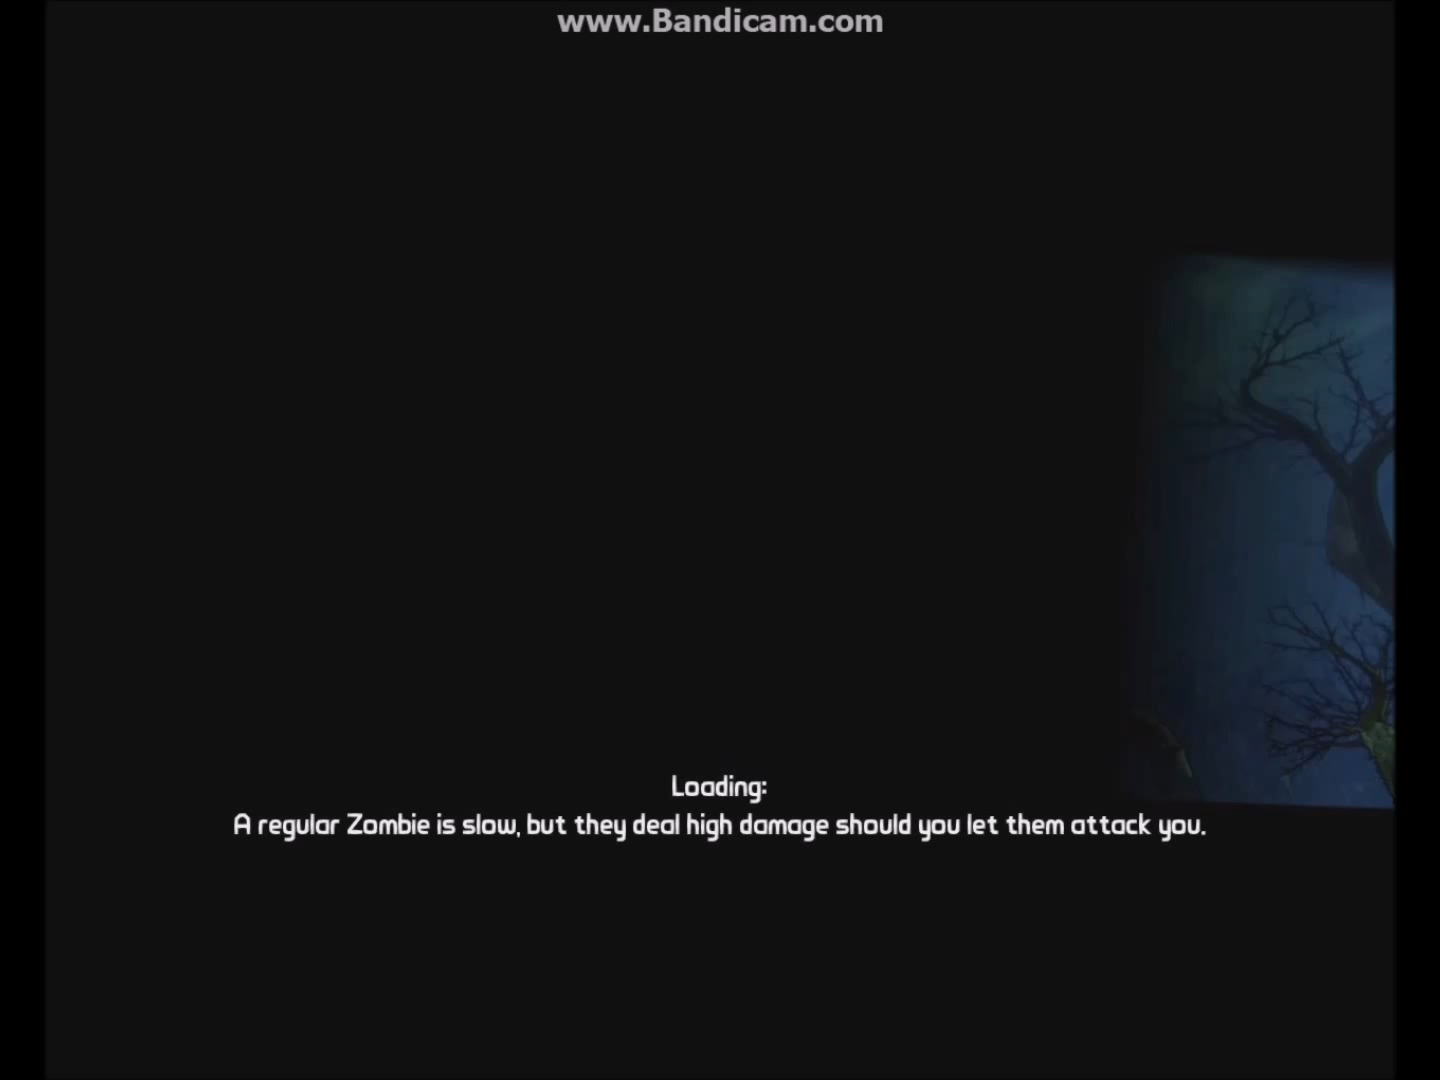 www.Bandicam.com
Loading:
A regular Zombie is slow, but they deal high damage should you let them attack you.